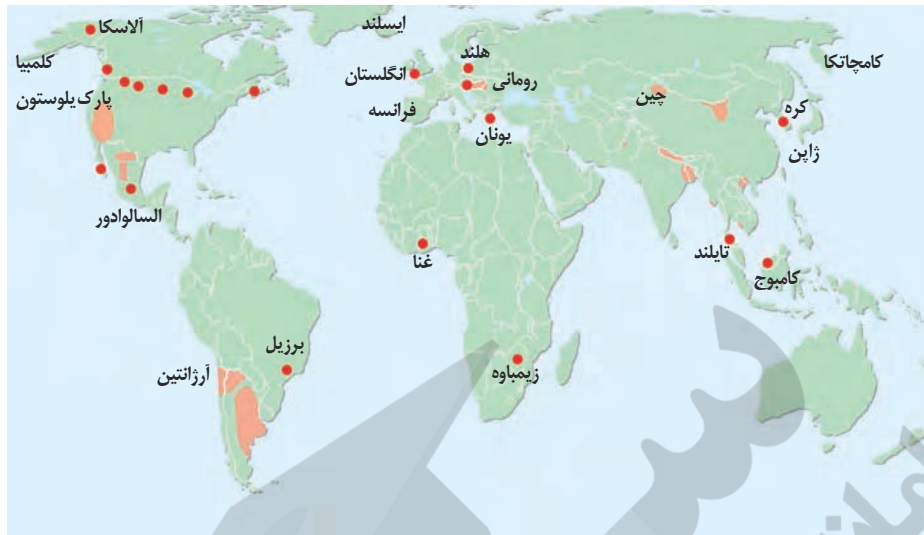 آلاسکا
ایسلند
کلمبیا
هلند
کامچاتکا
انگلستان
رومانی
پارک یلوستون
چین
کره
فرانسه
یونان
ژاپن
السالوادور
غنا
تایلند
کامبوج
برزیل
زیمباوه
آرژانتین